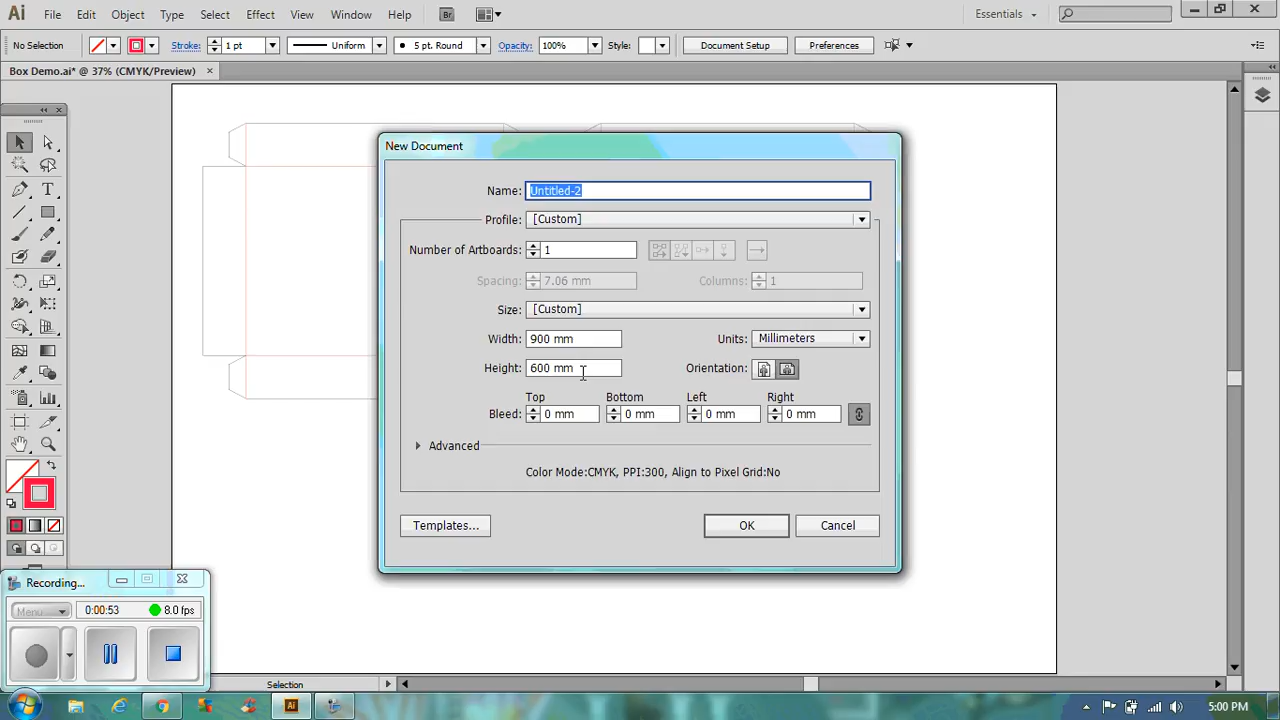 Ai File Edit Object Type Select Effect View Window Help Br Essentials
No Selection Stroke: 1 pt Uniform 5 pt. Round Opacity: 100% Style: Document Setup Preferences
Box Demo.ai* @ 37% (CMYK/Preview)
New Document
Name: Untitled-2
Profile: [Custom]
Number of Artboards: 1
Spacing: 7.06 mm Columns: 1
Size: [Custom]
Width: 900 mm Units: Millimeters
Height: 600 mm Orientation:
Top Bottom Left Right
Bleed: 0 mm 0 mm 0 mm 0 mm
Advanced
Color Mode:CMYK, PPI:300, Align to Pixel Grid:No
Templates... OK Cancel
Recording...
Menu 0:00:53 8.0 fps
Selection
Ai 5:00 PM